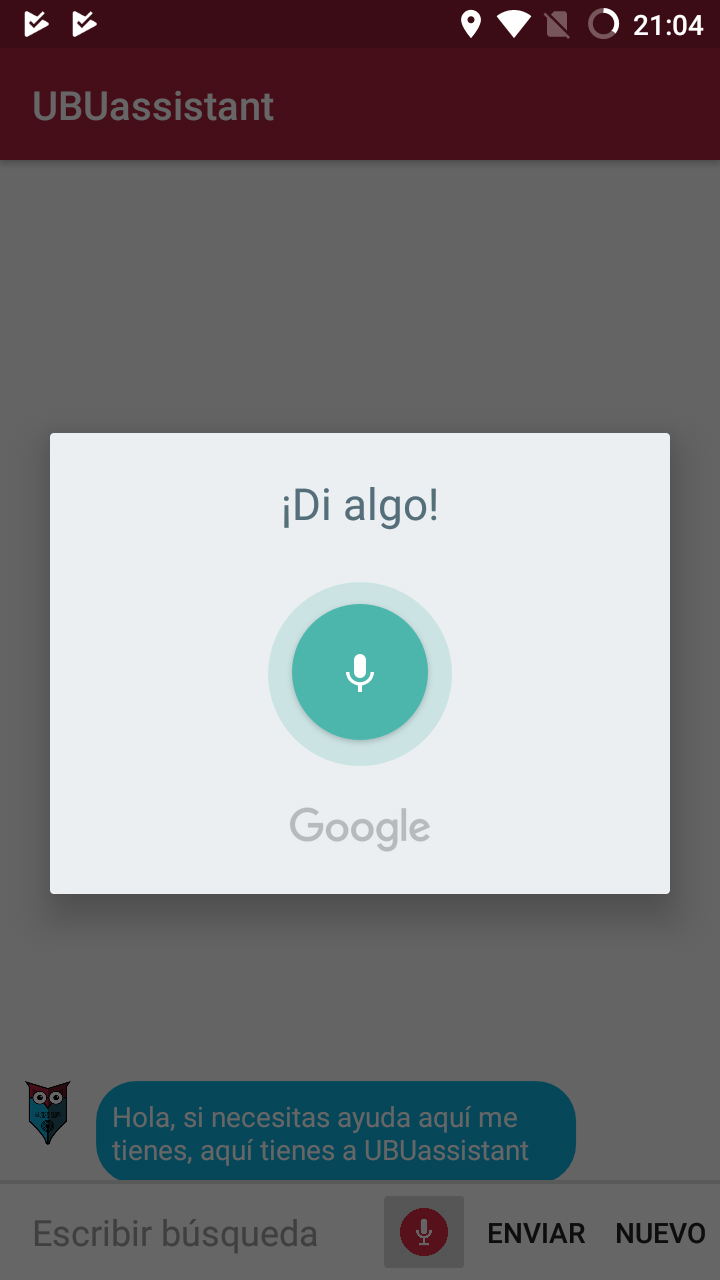 21:04
UBUassistant
¡Di algo!
Google
Hola, si necesitas ayuda aquí me
tienes, aquí tienes a UBUassistant
Escribir búsqueda
ENVIAR
NUEVO